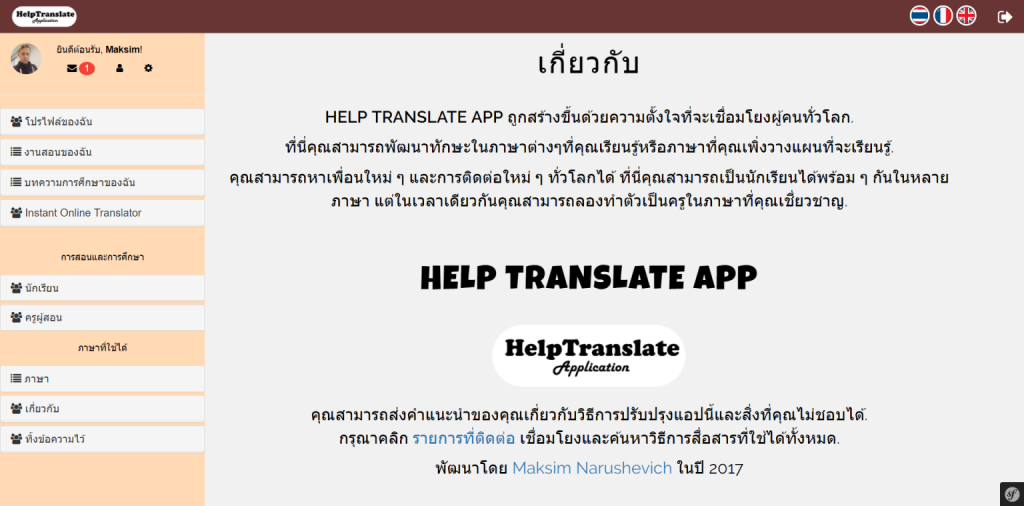 HelpTranslate
Application
ยินดีต้อนรับ, Maksim!
1
โปรไฟล์ของฉัน
งานสอนของฉัน
บทความการศึกษาของฉัน
Instant Online Translator
การสอนและการศึกษา
นักเรียน
ครูผู้สอน
ภาษาที่ใช้ได้
ภาษา
เกี่ยวกับ
ทิ้งข้อความไว้
เกี่ยวกับ
HELP TRANSLATE APP ถูกสร้างขึ้นด้วยความตั้งใจที่จะเชื่อมโยงผู้คนทั่วโลก.
ที่นี่คุณสามารถพัฒนาทักษะในภาษาต่างๆที่คุณเรียนรู้หรือภาษาที่คุณเพิ่งวางแผนที่จะเรียนรู้.
คุณสามารถหาเพื่อนใหม่ ๆ และการติดต่อใหม่ ๆ ทั่วโลกได้ ที่นี่คุณสามารถเป็นนักเรียนได้พร้อม ๆ กันในหลาย
ภาษา แต่ในเวลาเดียวกันคุณสามารถลองทำตัวเป็นครูในภาษาที่คุณเชี่ยวชาญ.
HELP TRANSLATE APP
HelpTranslate
Application
คุณสามารถส่งคำแนะนำของคุณเกี่ยวกับวิธีการปรับปรุงแอปนี้และสิ่งที่คุณไม่ชอบได้.
กรุณาคลิก รายการที่ติดต่อ เชื่อมโยงและค้นหาวิธีการสื่อสารที่ใช้ได้ทั้งหมด.
พัฒนาโดย Maksim Narushevich ในปี 2017
sf